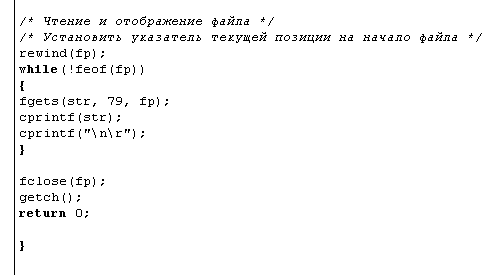 /* Чтение и отображение файла */
/* Установить указатель текущей позиции на начало файла */
rewind(fp);
while(!feof(fp))
{
fgets(str, 79, fp);
cprintf(str);
cprintf("\n\r");
}
fclose(fp);
getch();
return 0;
}